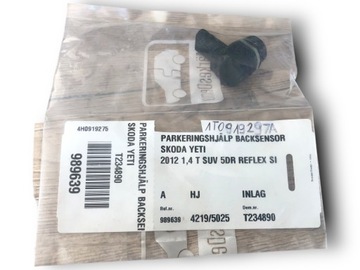 1T0919297A
4H0919275
PARKERINGSHJÄLP BACKSENSOR
SKODA YETI
T234890
989639
PARKERINGSHJÄLP BACKSENSOR
SKODA YETI
2012 1,4 T SUV 5DR REFLEX SI
A HJ INLAG
989639 4219/5025 T234890